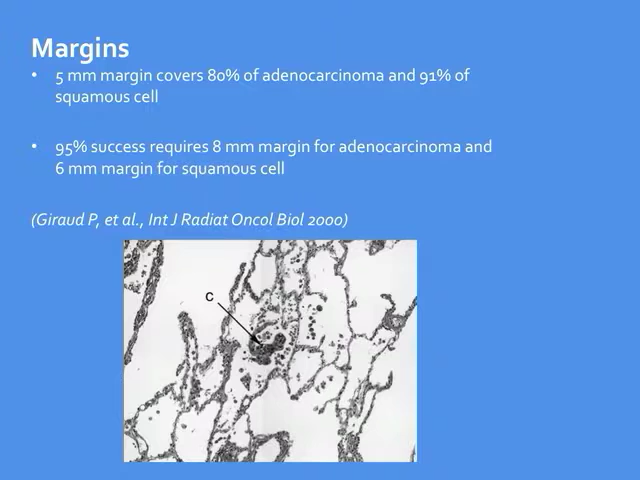 Margins
• 5 mm margin covers 80% of adenocarcinoma and 91% of
squamous cell
• 95% success requires 8 mm margin for adenocarcinoma and
6 mm margin for squamous cell
(Giraud P, et al., Int J Radiat Oncol Biol 2000)
C